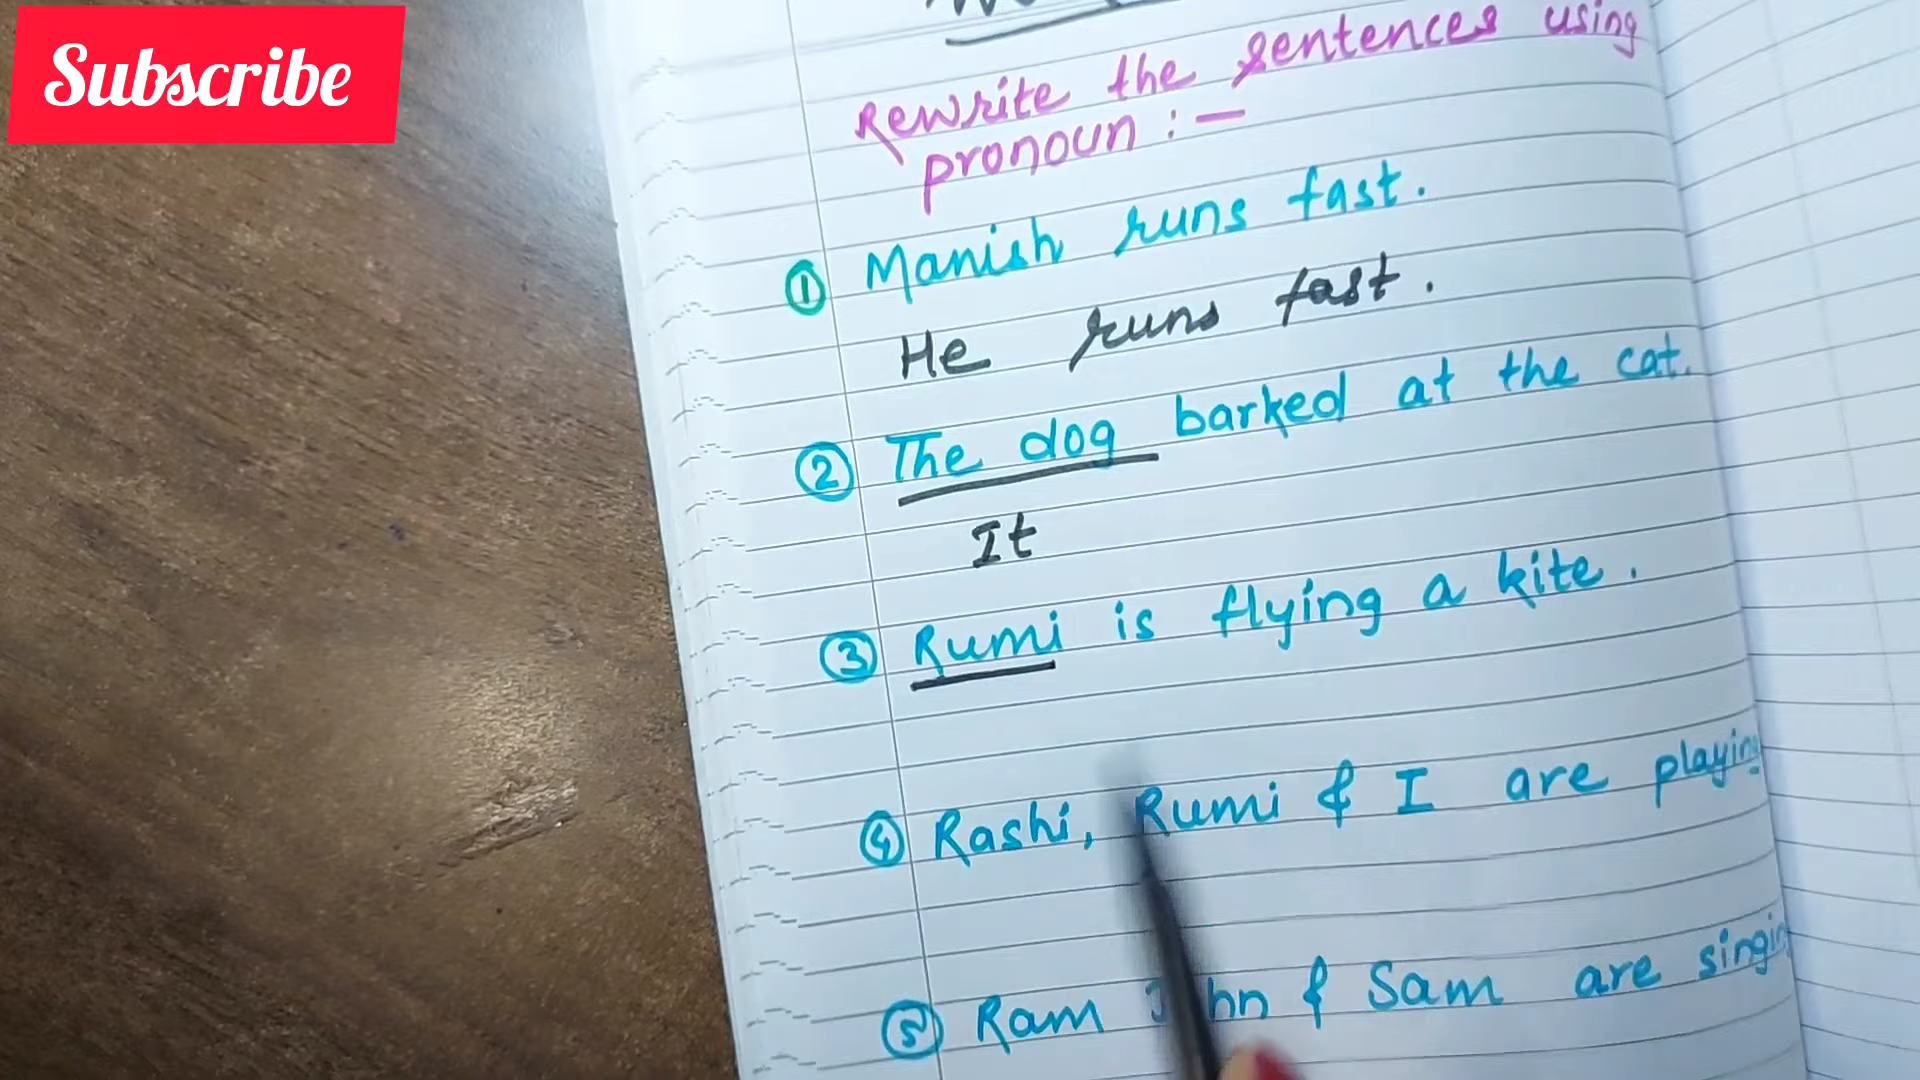 Subscribe
Rewrite the sentences using
pronoun : —
① Manish runs fast.
He runs fast.
② The dog barked at the cat.
It
③ Rumi is flying a kite.
④ Rashi, Rumi & I are playing
⑤ Ram & Sam are